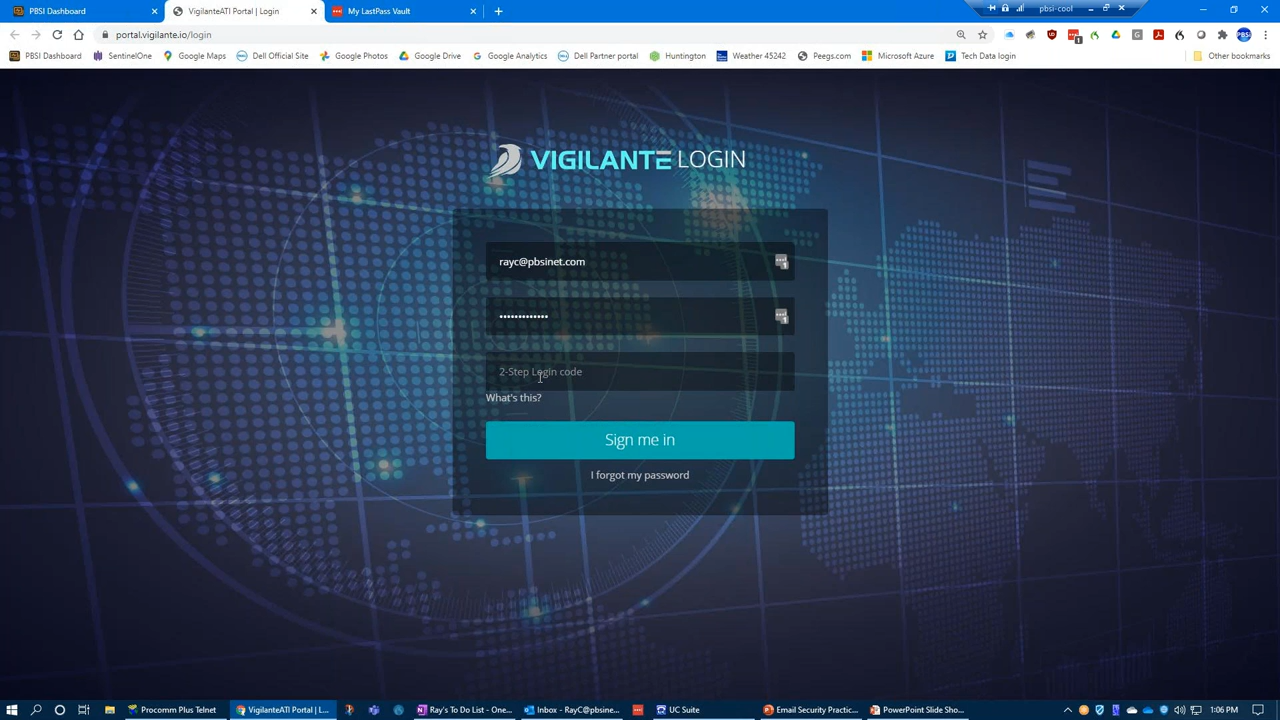 PBSI Dashboard
VigilanteATI Portal | Login
My LastPass Vault
pbsi-cool
portal.vigilante.io/login
PBSI Dashboard
SentinelOne
Google Maps
Dell Official Site
Google Photos
Google Drive
Google Analytics
Dell Partner portal
Huntington
Weather 45242
Peegs.com
Microsoft Azure
Tech Data login
Other bookmarks
VIGILANTE LOGIN
rayc@pbsinet.com
•••••••••••••
2-Step Login code
What's this?
Sign me in
I forgot my password
Procomm Plus Telnet
VigilanteATI Portal | L...
Ray's To Do List - One...
Inbox - RayC@pbsine...
UC Suite
Email Security Practic...
PowerPoint Slide Sho...
1:06 PM